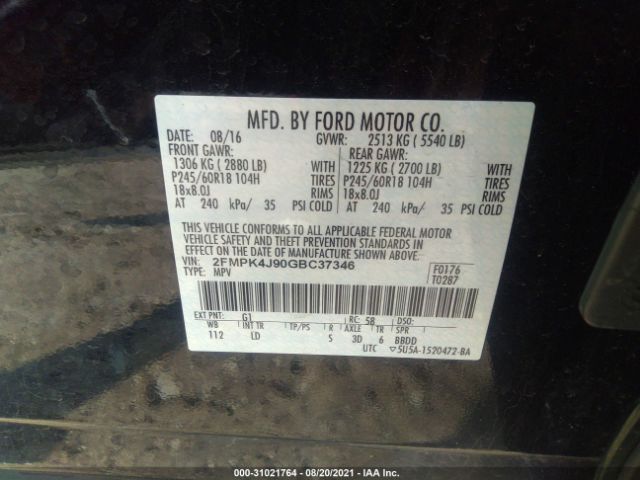 MFD. BY FORD MOTOR CO.
DATE: 08/16 GVWR: 2513 KG ( 5540 LB)
FRONT GAWR: REAR GAWR:
1306 KG ( 2880 LB) WITH 1225 KG ( 2700 LB) WITH
P245/60R18 104H TIRES P245/60R18 104H TIRES
18x8.0J RIMS 18x8.0J RIMS
AT 240 kPa/ 35 PSI COLD AT 240 kPa/ 35 PSI COLD
THIS VEHICLE CONFORMS TO ALL APPLICABLE FEDERAL MOTOR
VEHICLE SAFETY AND THEFT PREVENTION STANDARDS IN
EFFECT ON THE DATE OF MANUFACTURE SHOWN ABOVE.
VIN: 2FMPK4J90GBC37346 F0176
TYPE: MPV T0287
EXT PNT: G1 RC: 58 DSO:
WB INT TR TP/PS R AXLE TR SPR
112 LD S 3D 6 BBDD
UTC ▽5U5A-1520472-BA
000-31021764 - 08/20/2021 - IAA Inc.